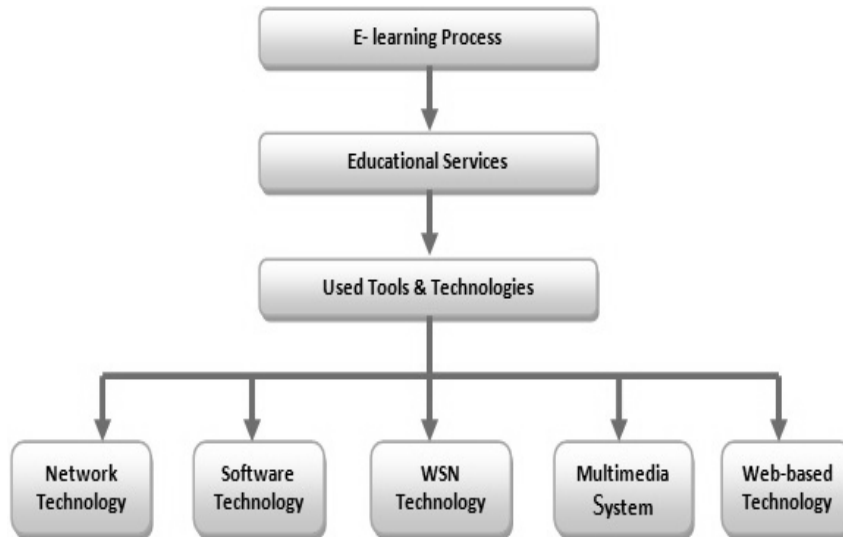 E- learning Process
Educational Services
Used Tools & Technologies
Network
Technology
Software
Technology
WSN
Technology
Multimedia
System
Web-based
Technology